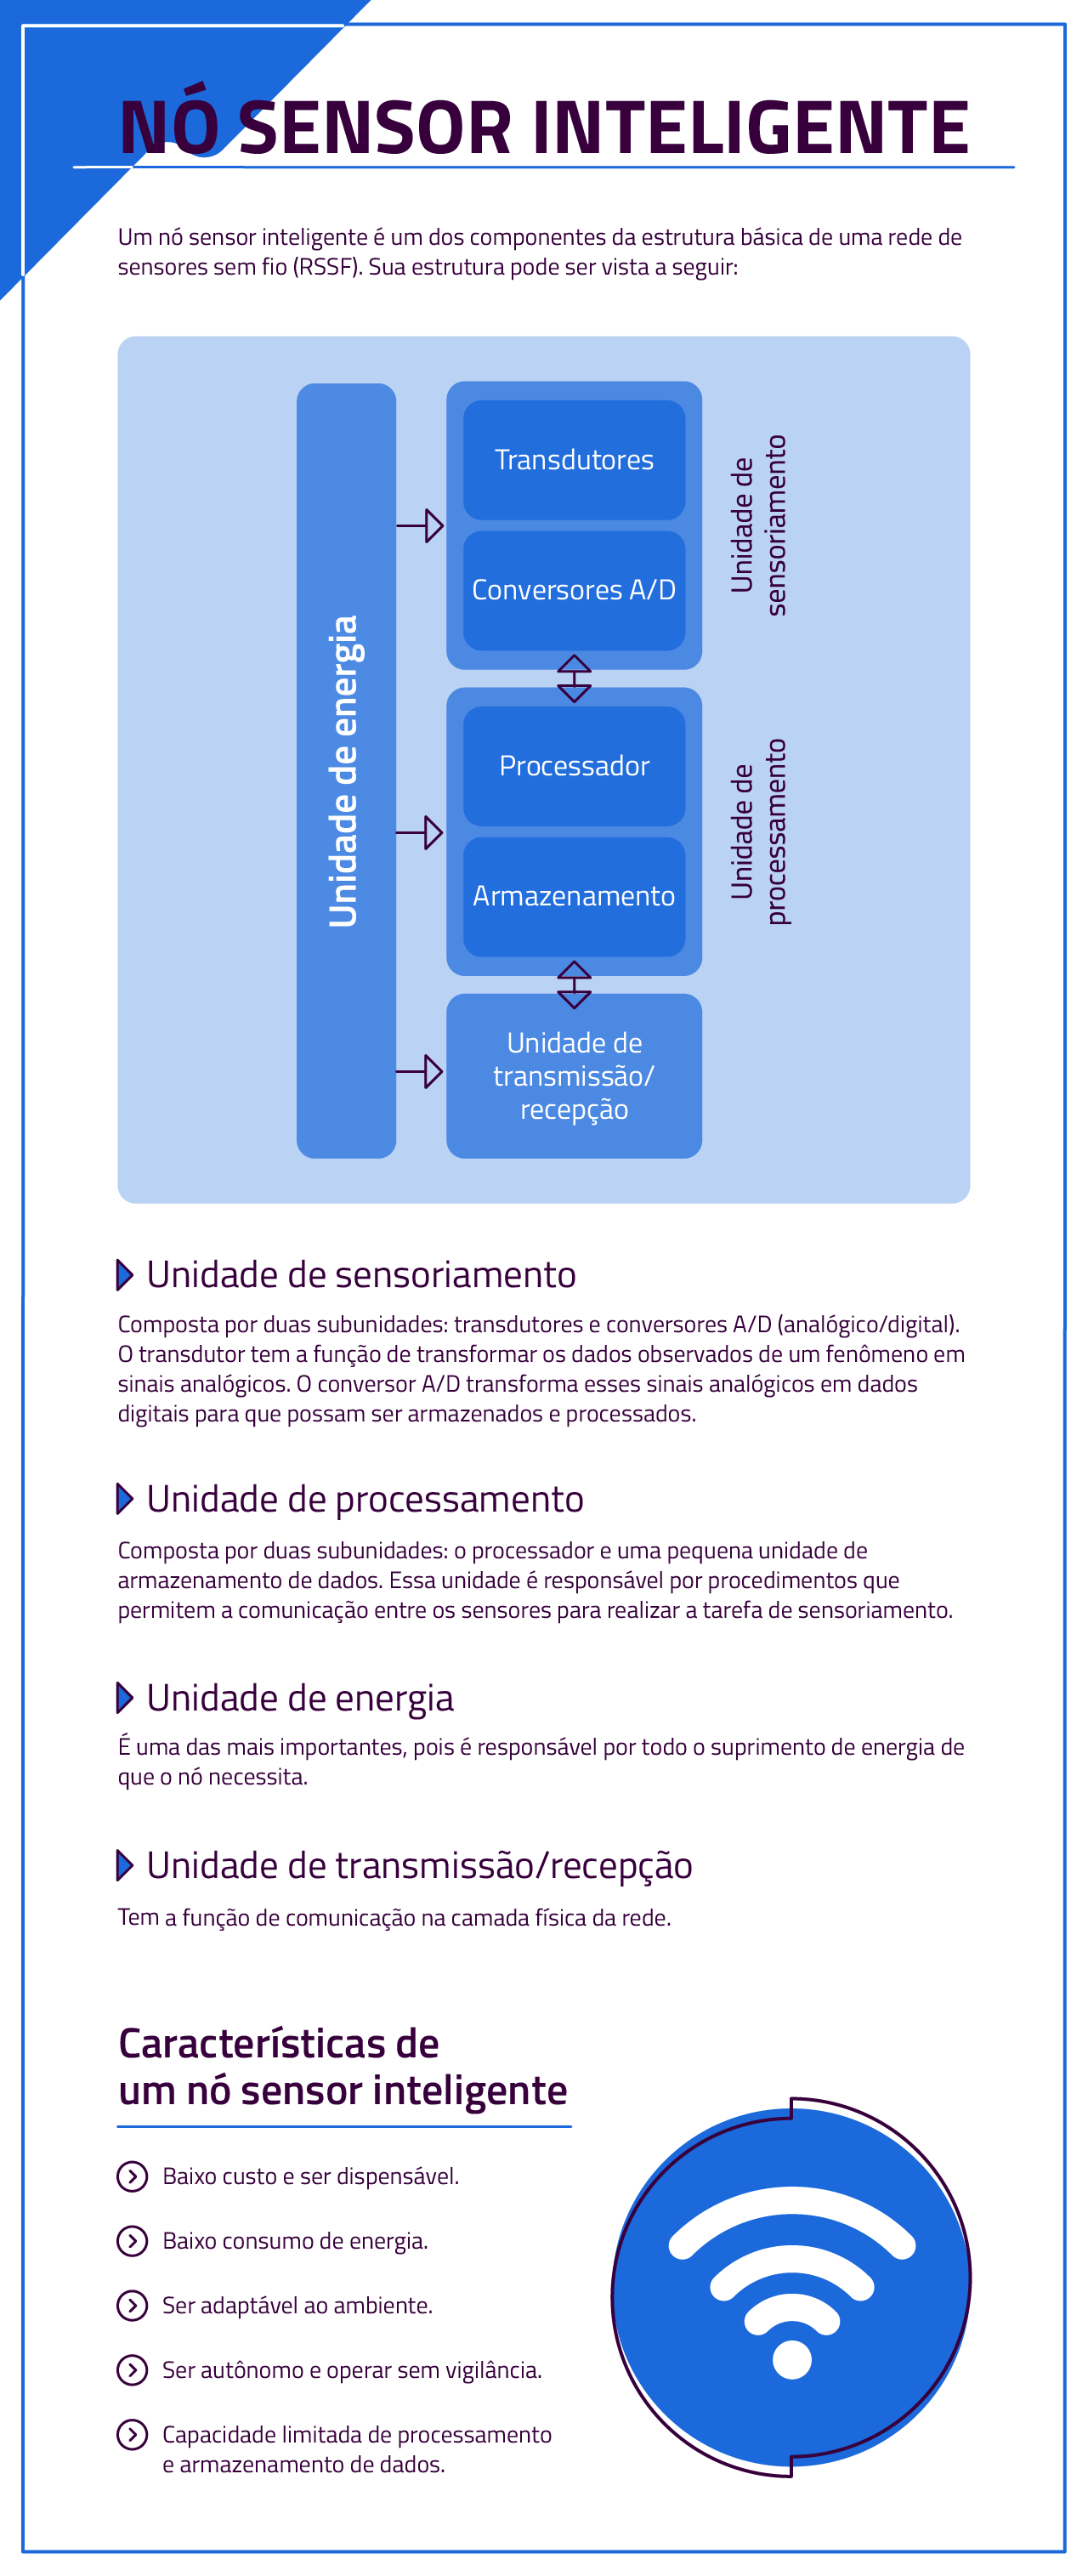 NÓ SENSOR INTELIGENTE
Um nó sensor inteligente é um dos componentes da estrutura básica de uma rede de
sensores sem fio (RSSF). Sua estrutura pode ser vista a seguir:
Unidade de energia
Transdutores
Conversores A/D
Unidade de
sensoriamento
Processador
Armazenamento
Unidade de
processamento
Unidade de
transmissão/
recepção
Unidade de sensoriamento
Composta por duas subunidades: transdutores e conversores A/D (analógico/digital).
O transdutor tem a função de transformar os dados observados de um fenômeno em
sinais analógicos. O conversor A/D transforma esses sinais analógicos em dados
digitais para que possam ser armazenados e processados.
Unidade de processamento
Composta por duas subunidades: o processador e uma pequena unidade de
armazenamento de dados. Essa unidade é responsável por procedimentos que
permitem a comunicação entre os sensores para realizar a tarefa de sensoriamento.
Unidade de energia
É uma das mais importantes, pois é responsável por todo o suprimento de energia de
que o nó necessita.
Unidade de transmissão/recepção
Tem a função de comunicação na camada física da rede.
Características de
um nó sensor inteligente
Baixo custo e ser dispensável.
Baixo consumo de energia.
Ser adaptável ao ambiente.
Ser autônomo e operar sem vigilância.
Capacidade limitada de processamento
e armazenamento de dados.